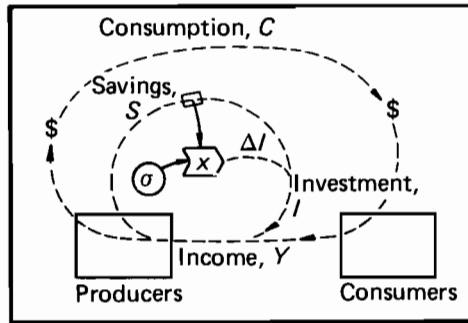 Consumption, C
Savings,
S
$
$
x
ΔI
σ
Investment,
I
Income, Y
Producers
Consumers